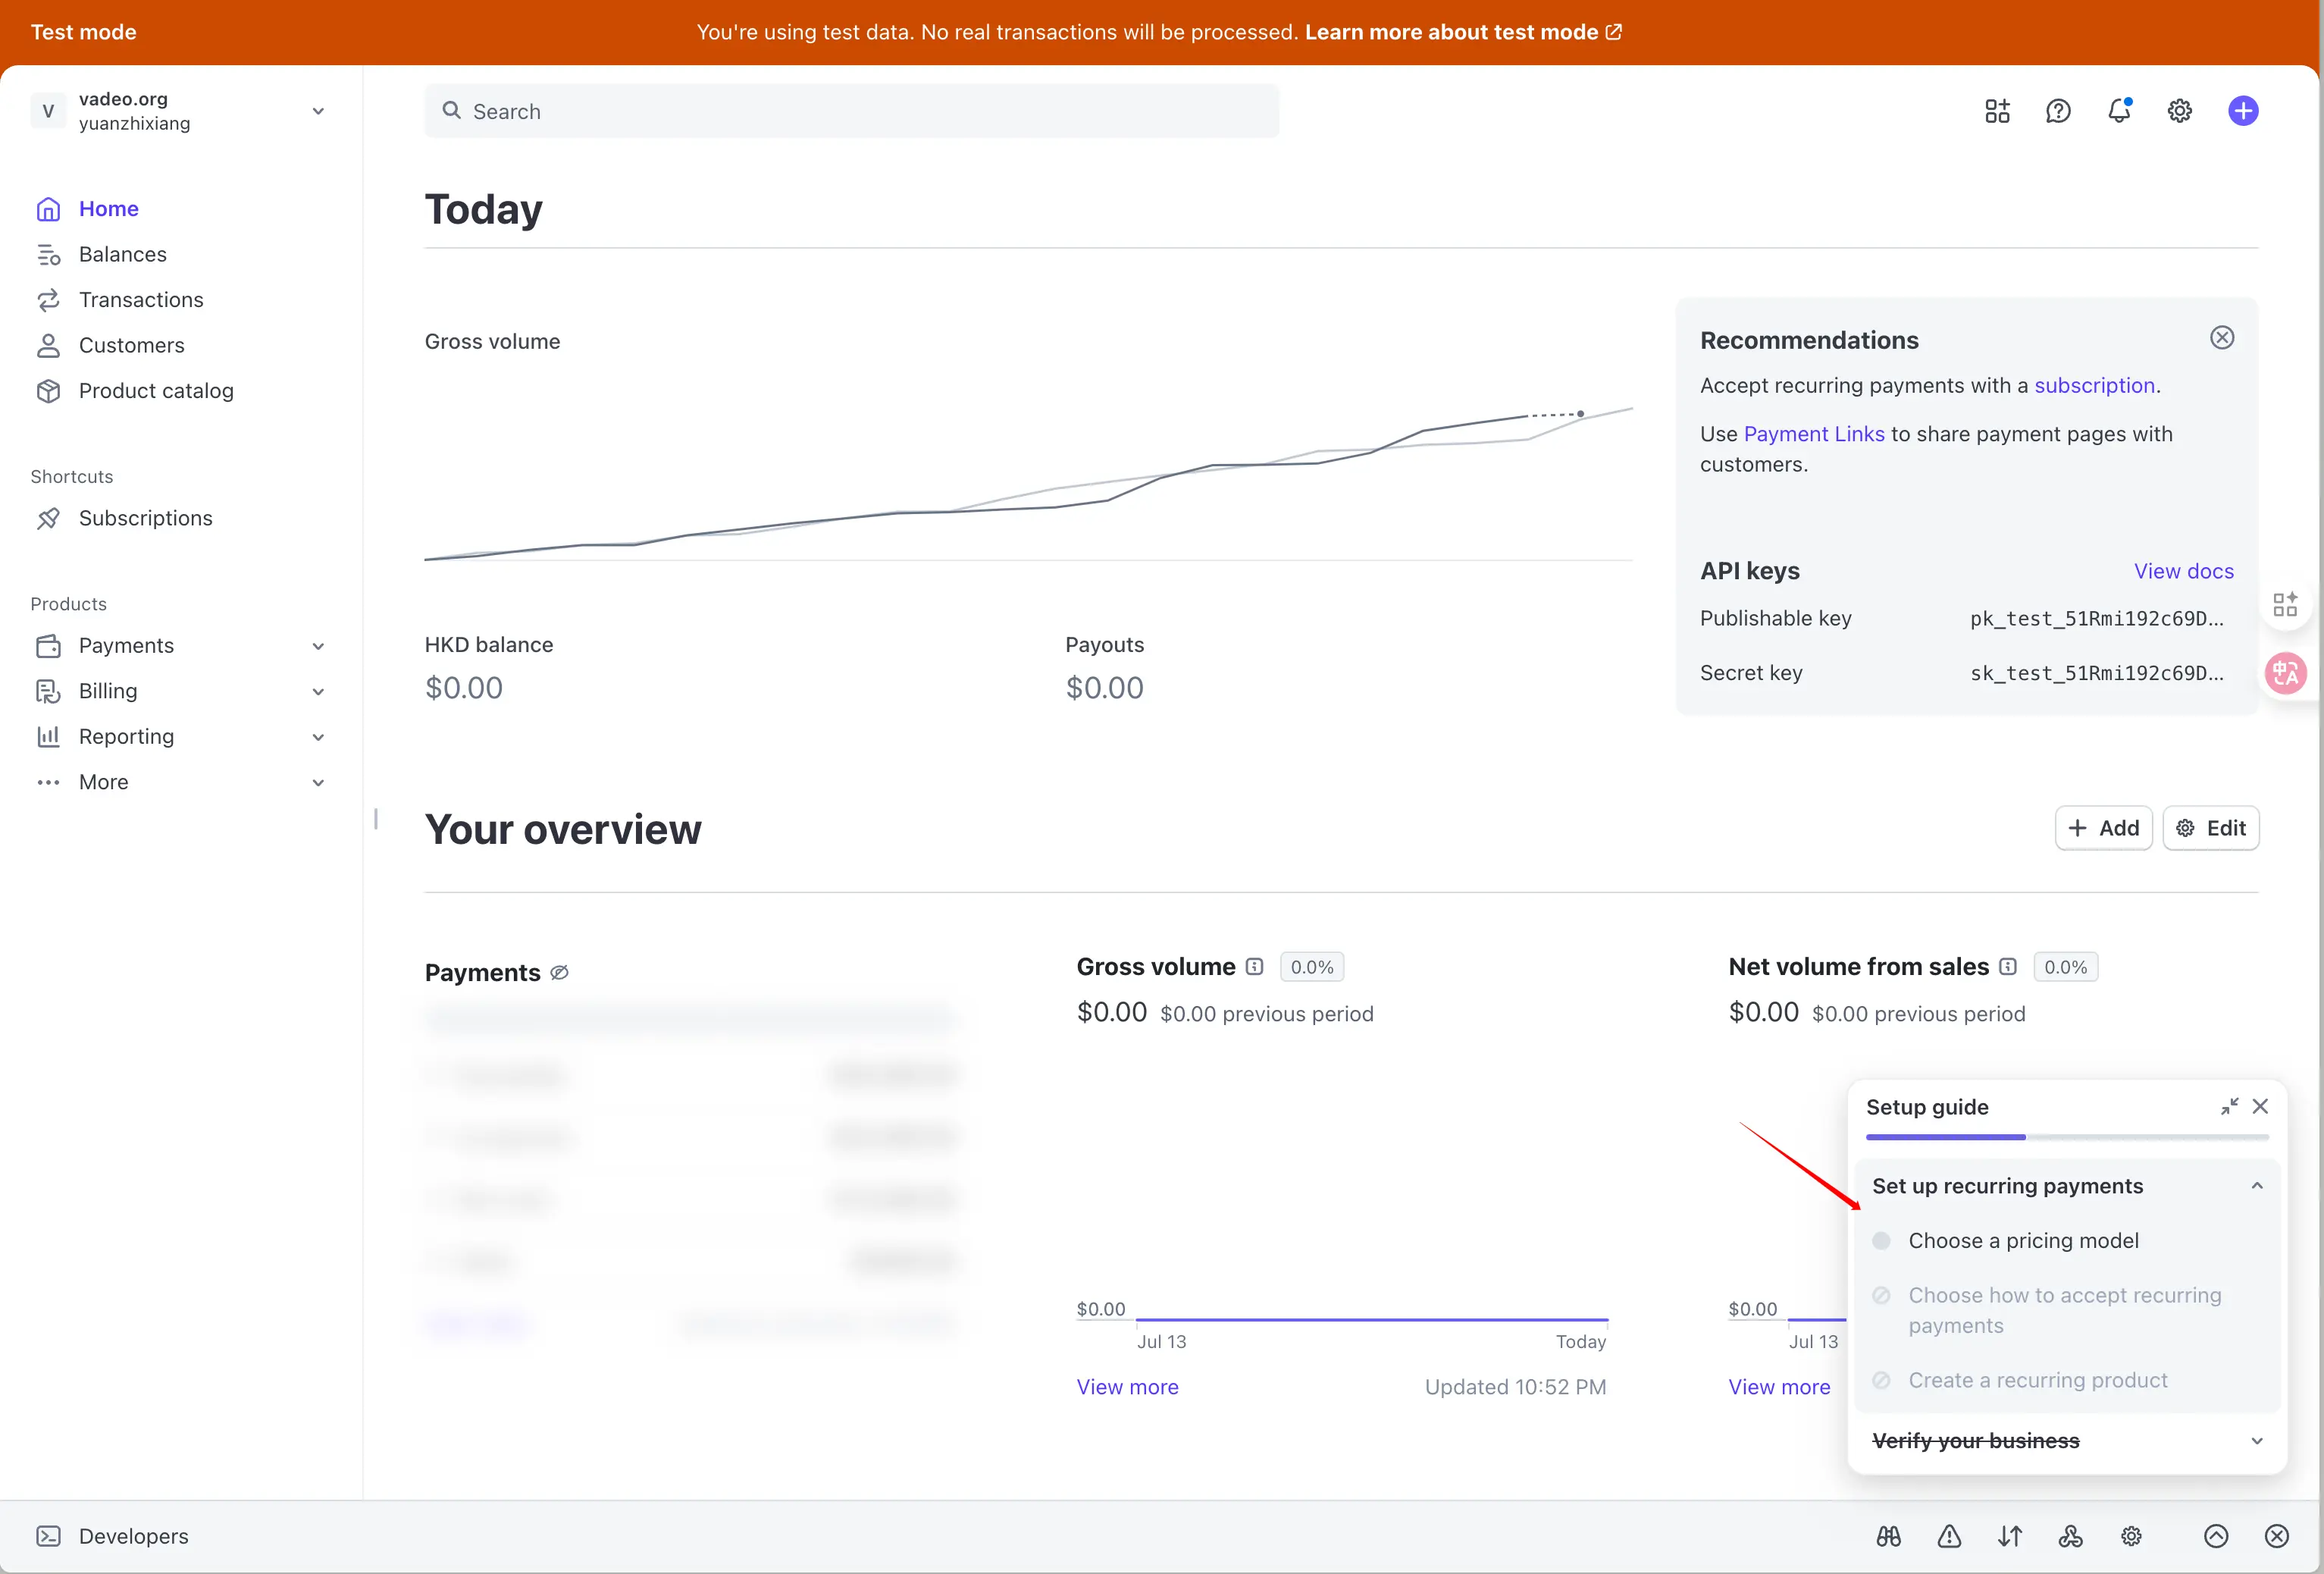 Test mode
You're using test data. No real transactions will be processed. Learn more about test mode
V
vadeo.org
yuanzhixiang
Search
Home
Balances
Transactions
Customers
Product catalog
Shortcuts
Subscriptions
Products
Payments
Billing
Reporting
More
Today
Gross volume
HKD balance
$0.00
Payouts
$0.00
Recommendations
Accept recurring payments with a subscription.
Use Payment Links to share payment pages with
customers.
API keys
View docs
Publishable key
pk_test_51Rmi192c69D...
Secret key
sk_test_51Rmi192c69D...
中A
Your overview
Add
Edit
Payments
Gross volume
0.0%
$0.00 $0.00 previous period
$0.00
Jul 13
Today
View more
Updated 10:52 PM
Net volume from sales
0.0%
$0.00 $0.00 previous period
$0.00
Jul 13
View more
Setup guide
Set up recurring payments
Choose a pricing model
Choose how to accept recurring
payments
Create a recurring product
Verify your business
Developers